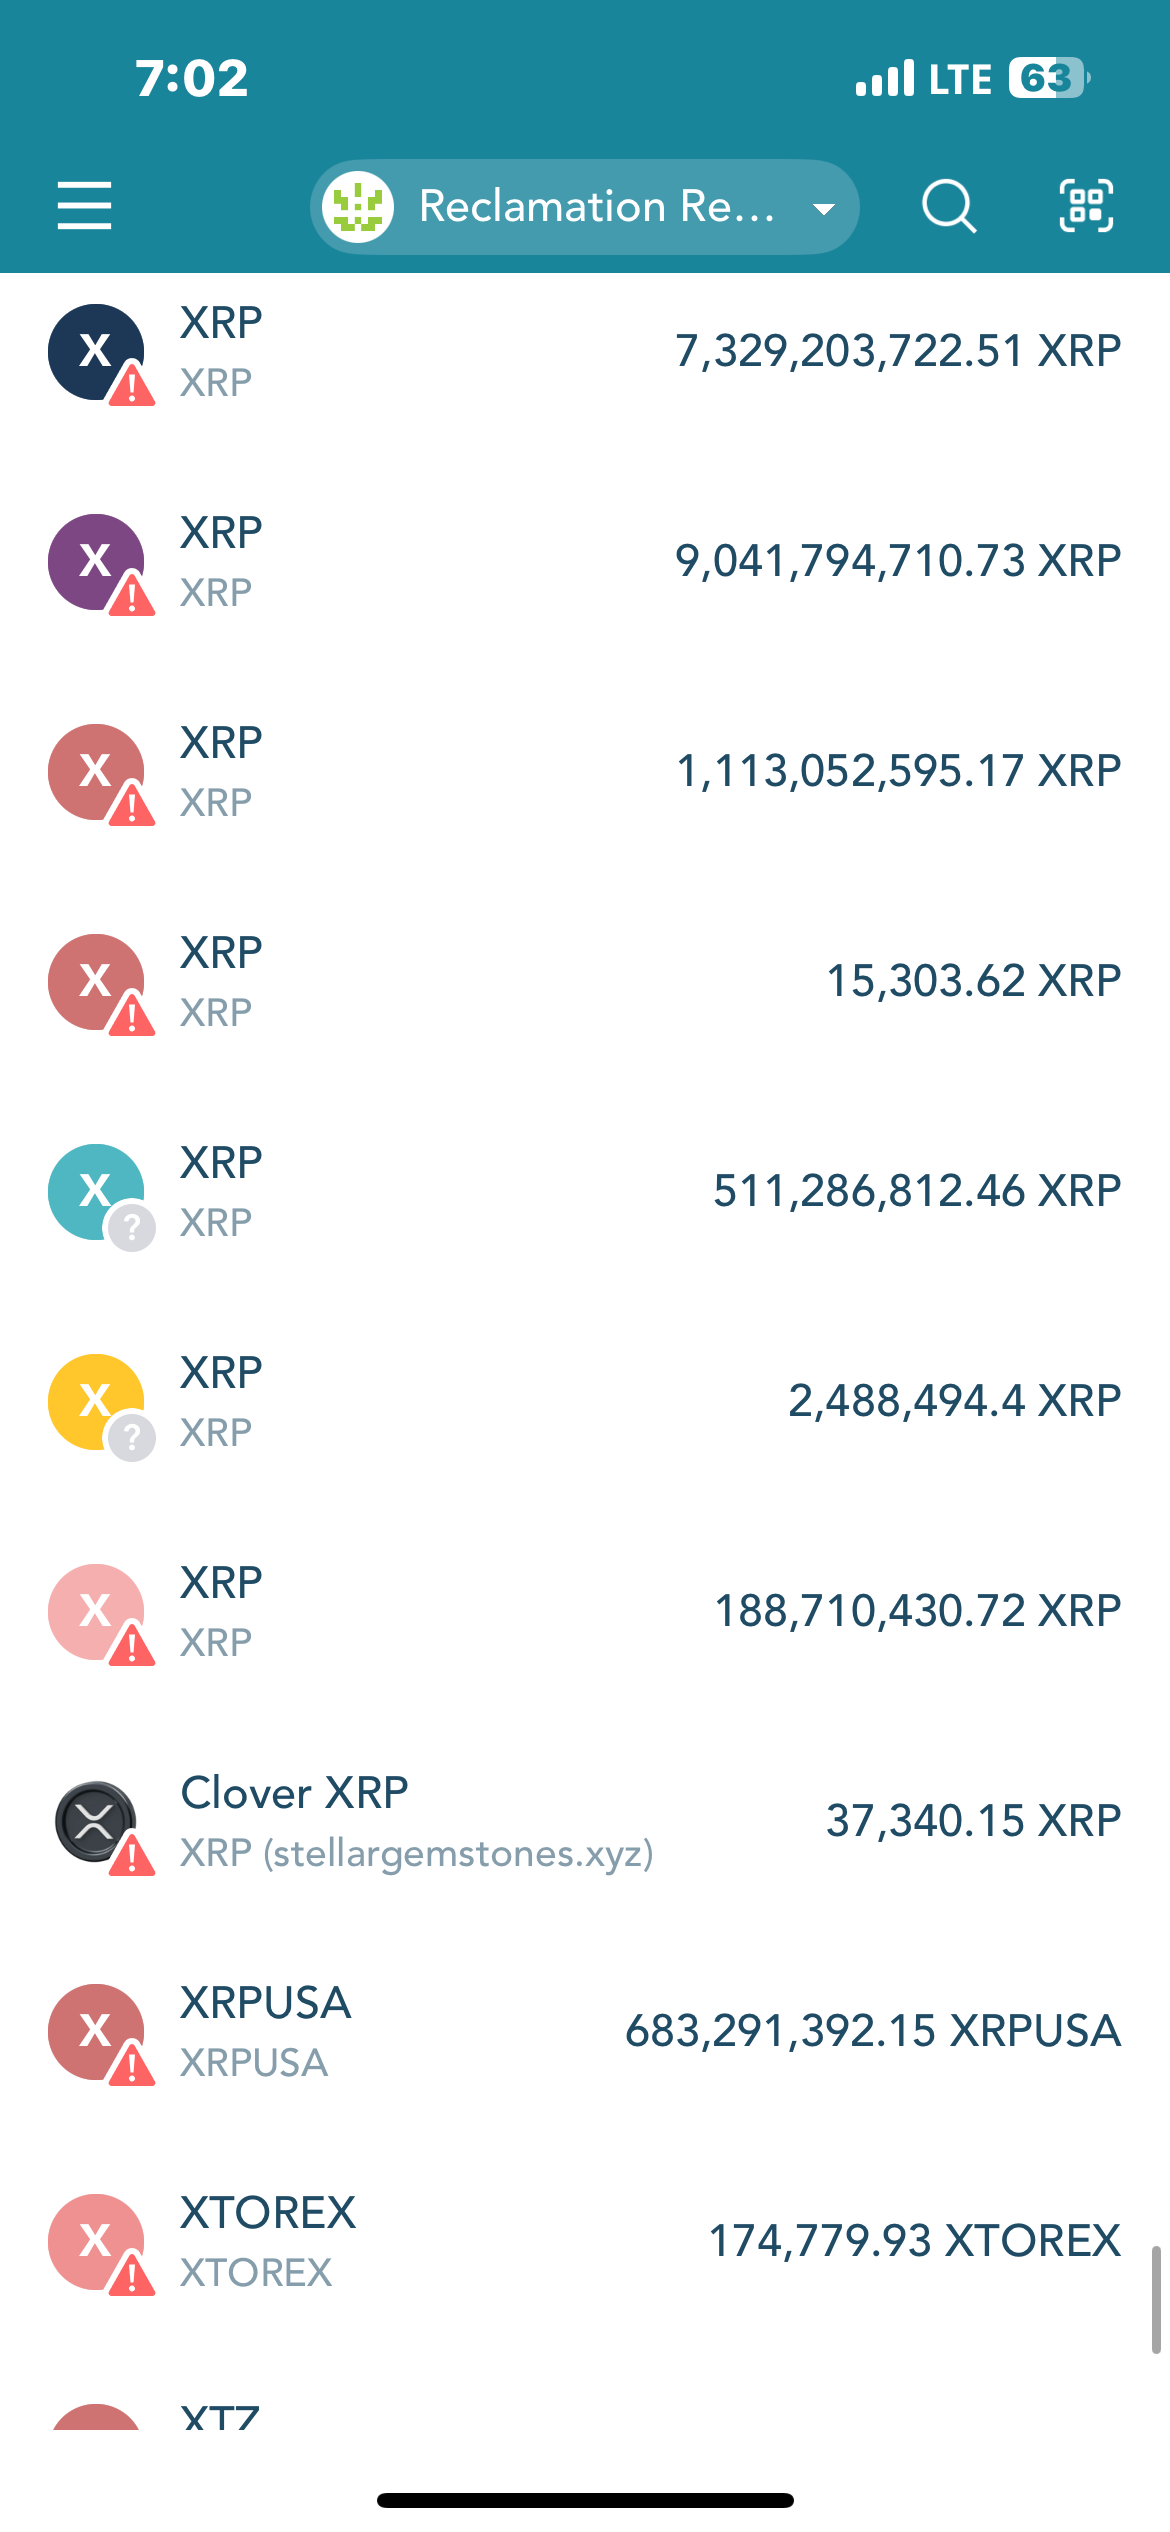 7:02
LTE 63
Reclamation Re...
X XRP
XRP
7,329,203,722.51 XRP
X XRP
XRP
9,041,794,710.73 XRP
X XRP
XRP
1,113,052,595.17 XRP
X XRP
XRP
15,303.62 XRP
X XRP
XRP
511,286,812.46 XRP
X XRP
XRP
2,488,494.4 XRP
X XRP
XRP
188,710,430.72 XRP
Clover XRP
XRP (stellargemstones.xyz)
37,340.15 XRP
X XRPUSA
XRPUSA
683,291,392.15 XRPUSA
X XTOREX
XTOREX
174,779.93 XTOREX
XTZ